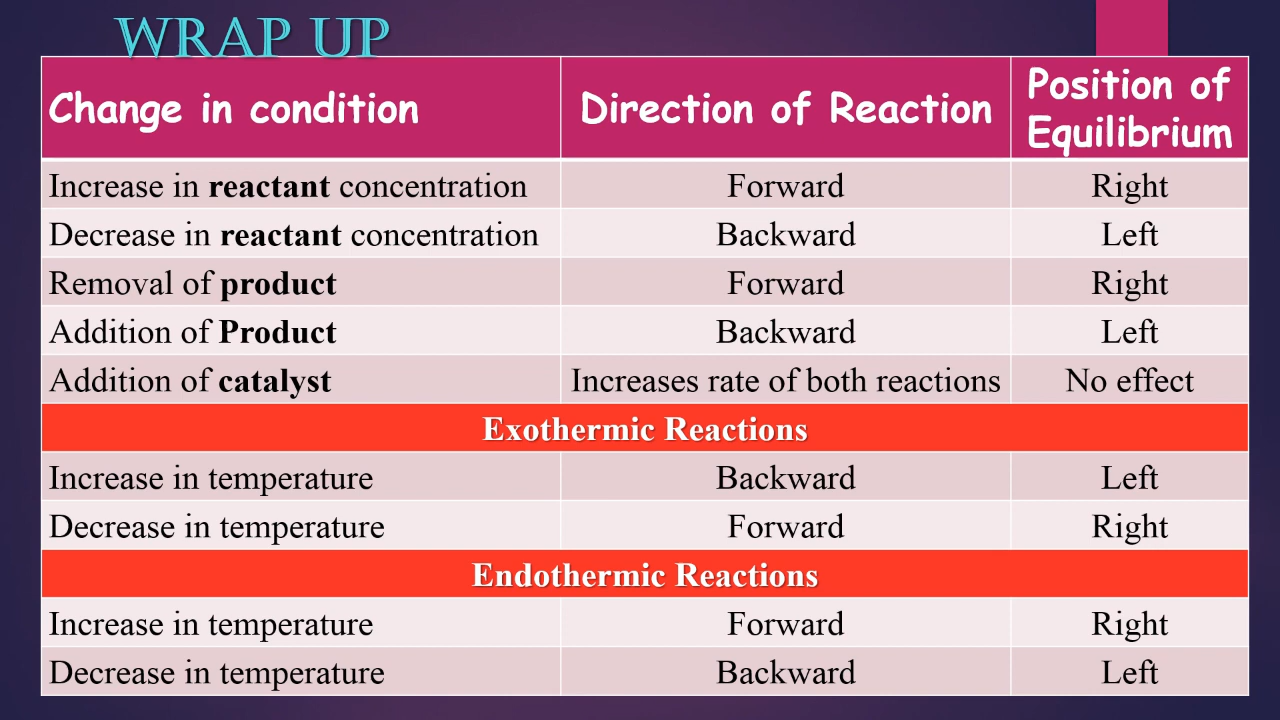 WRAP UP
Change in condition Direction of Reaction Position of Equilibrium
Increase in reactant concentration Forward Right
Decrease in reactant concentration Backward Left
Removal of product Forward Right
Addition of Product Backward Left
Addition of catalyst Increases rate of both reactions No effect
Exothermic Reactions
Increase in temperature Backward Left
Decrease in temperature Forward Right
Endothermic Reactions
Increase in temperature Forward Right
Decrease in temperature Backward Left